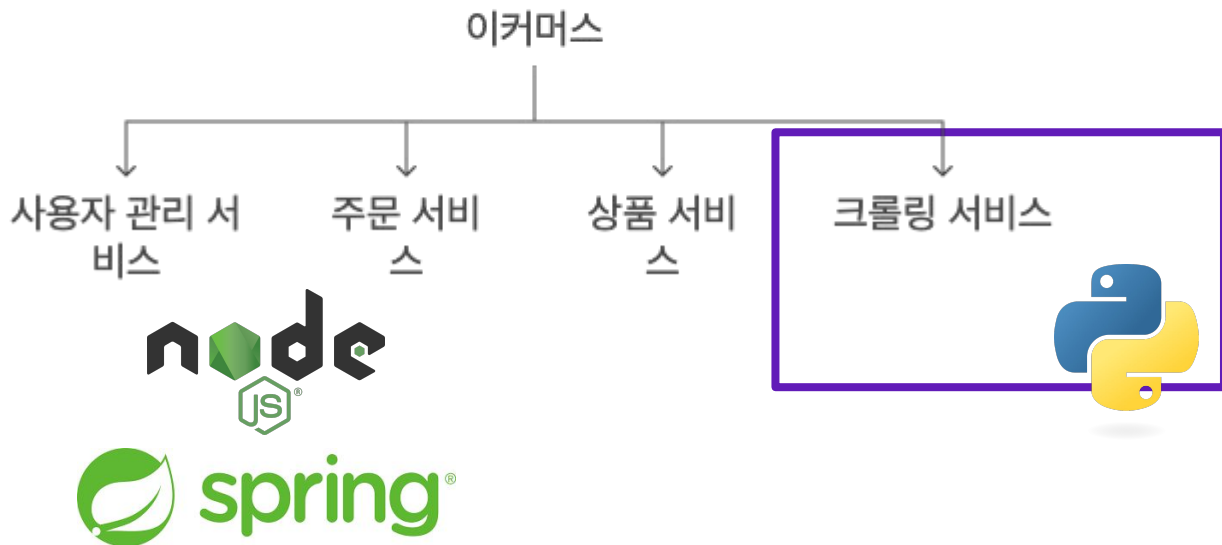 이커머스
사용자 관리 서
비스
주문 서비
스
상품 서비
스
크롤링 서비스
node
JS®
spring®